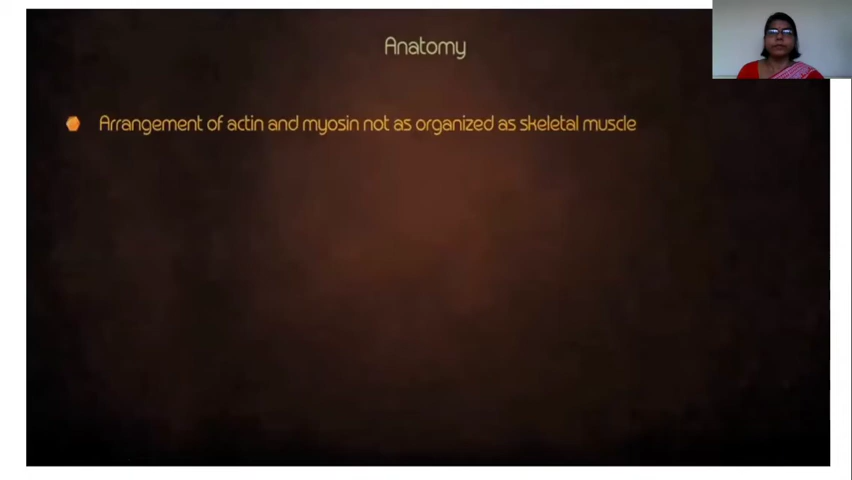 Anatomy
Arrangement of actin and myosin not as organized as skeletal muscle